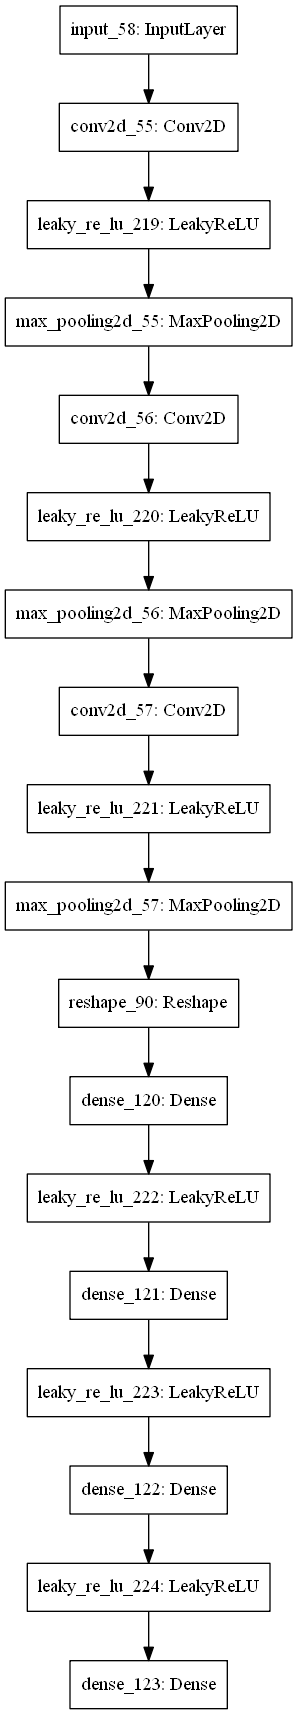 input_58: InputLayer
conv2d_55: Conv2D
leaky_re_lu_219: LeakyReLU
max_pooling2d_55: MaxPooling2D
conv2d_56: Conv2D
leaky_re_lu_220: LeakyReLU
max_pooling2d_56: MaxPooling2D
conv2d_57: Conv2D
leaky_re_lu_221: LeakyReLU
max_pooling2d_57: MaxPooling2D
reshape_90: Reshape
dense_120: Dense
leaky_re_lu_222: LeakyReLU
dense_121: Dense
leaky_re_lu_223: LeakyReLU
dense_122: Dense
leaky_re_lu_224: LeakyReLU
dense_123: Dense